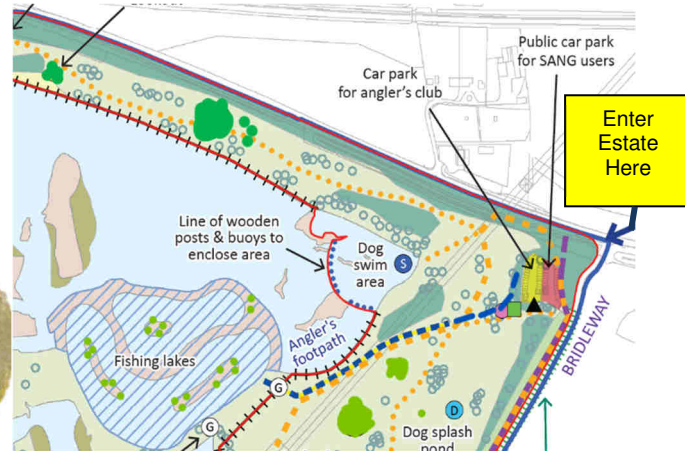 Public car park
for SANG users
Car park
for angler's club
Enter
Estate
Here
Line of wooden
posts & buoys to
enclose area
Dog
swim
area
S
Angler's
footpath
Fishing lakes
BRIDLEWAY
G
G
D
Dog splash
pond